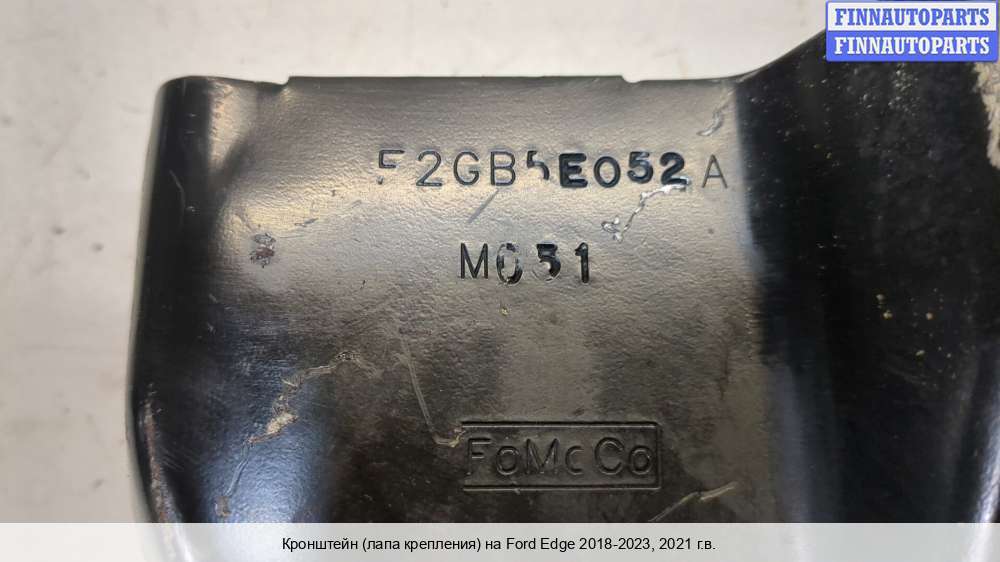 FINNAUTOPARTS
FINNAUTOPARTS
F2GB5E052A
M051
FoMoCo
Кронштейн (лапа крепления) на Ford Edge 2018-2023, 2021 г.в.